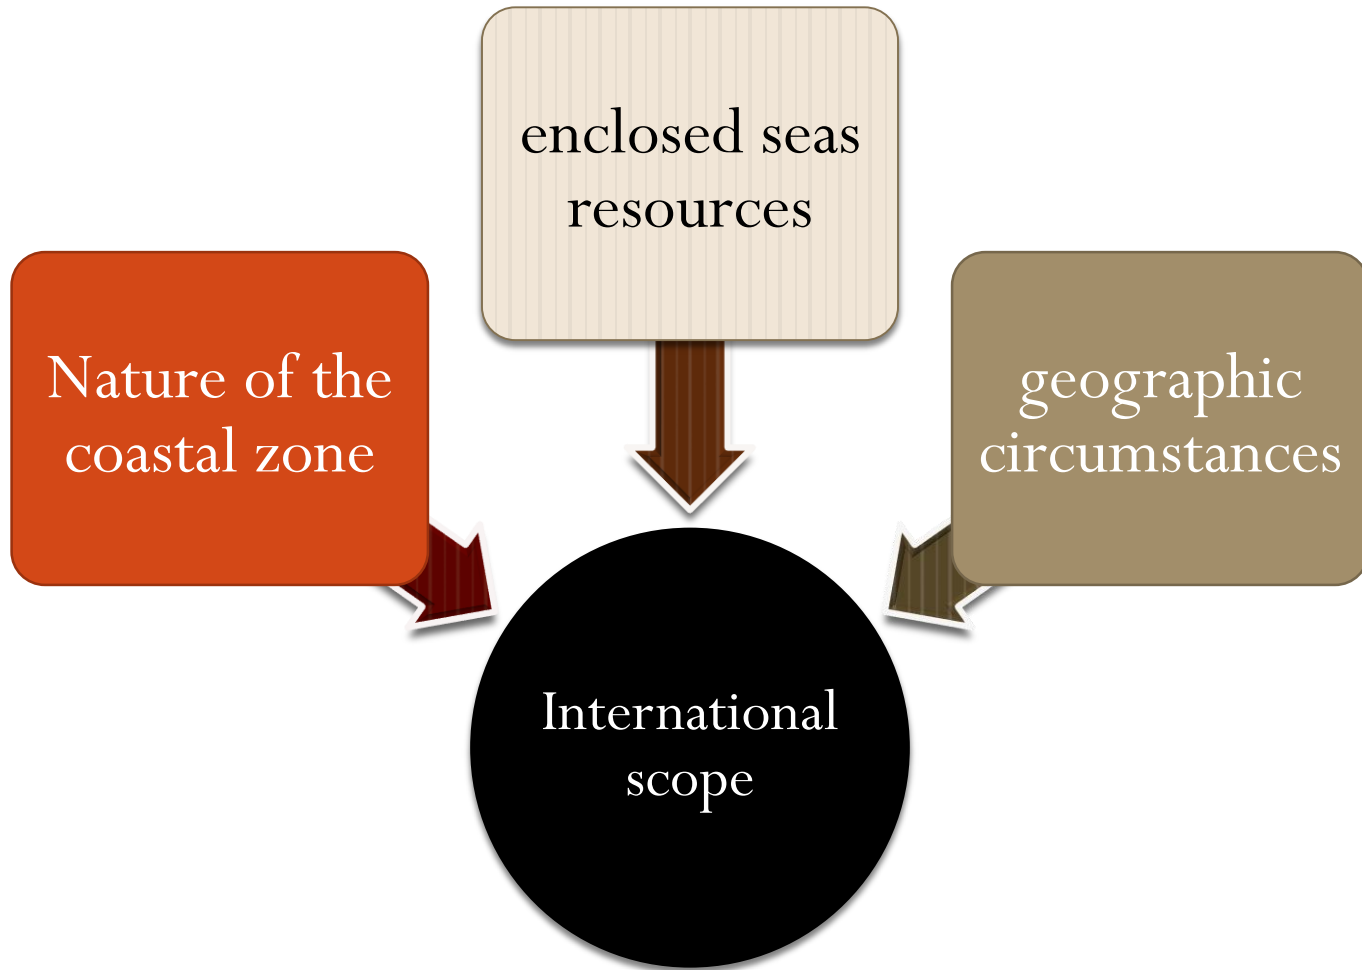 enclosed seas
resources
Nature of the
coastal zone
geographic
circumstances
International
scope